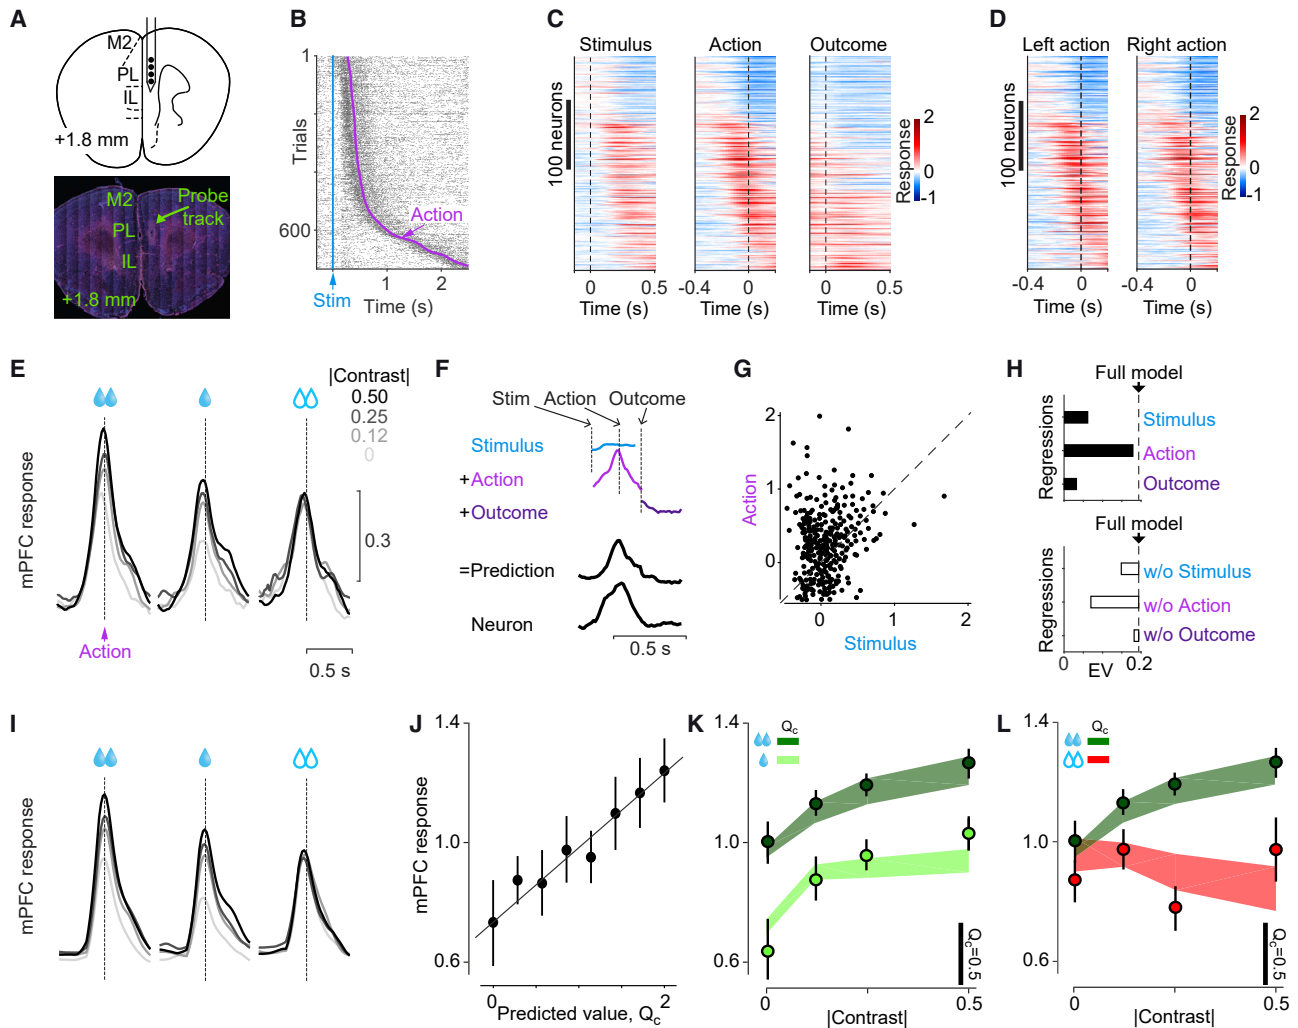 A
M2
PL
IL
+1.8 mm
M2
Probe
track
PL
IL
+1.8 mm
B
1
Trials
600
Action
Stim
1
2
Time (s)
C
Stimulus
Action
Outcome
100 neurons
0
0.5
-0.4
0
0
0.5
Time (s)
Time (s)
Time (s)
2
0
-1
Response
D
Left action
Right action
100 neurons
-0.4
0
-0.4
0
Time (s)
Time (s)
2
0
-1
Response
E
|Contrast|
0.50
0.25
0.12
0
mPFC response
0.3
Action
0.5 s
F
Stim
Action
Outcome
Stimulus
+Action
+Outcome
=Prediction
Neuron
0.5 s
G
2
1
0
Action
0
1
2
Stimulus
H
Full model
Regressions
Stimulus
Action
Outcome
Full model
Regressions
w/o Stimulus
w/o Action
w/o Outcome
0
0.2
EV
I
mPFC response
J
1.4
1.0
0.6
mPFC response
0
2
Predicted value, Qc
K
1.4
1.0
0.6
Qc
Qc=0.5
0
0.5
|Contrast|
L
1.4
1.0
0.6
Qc
Qc=0.5
0
0.5
|Contrast|